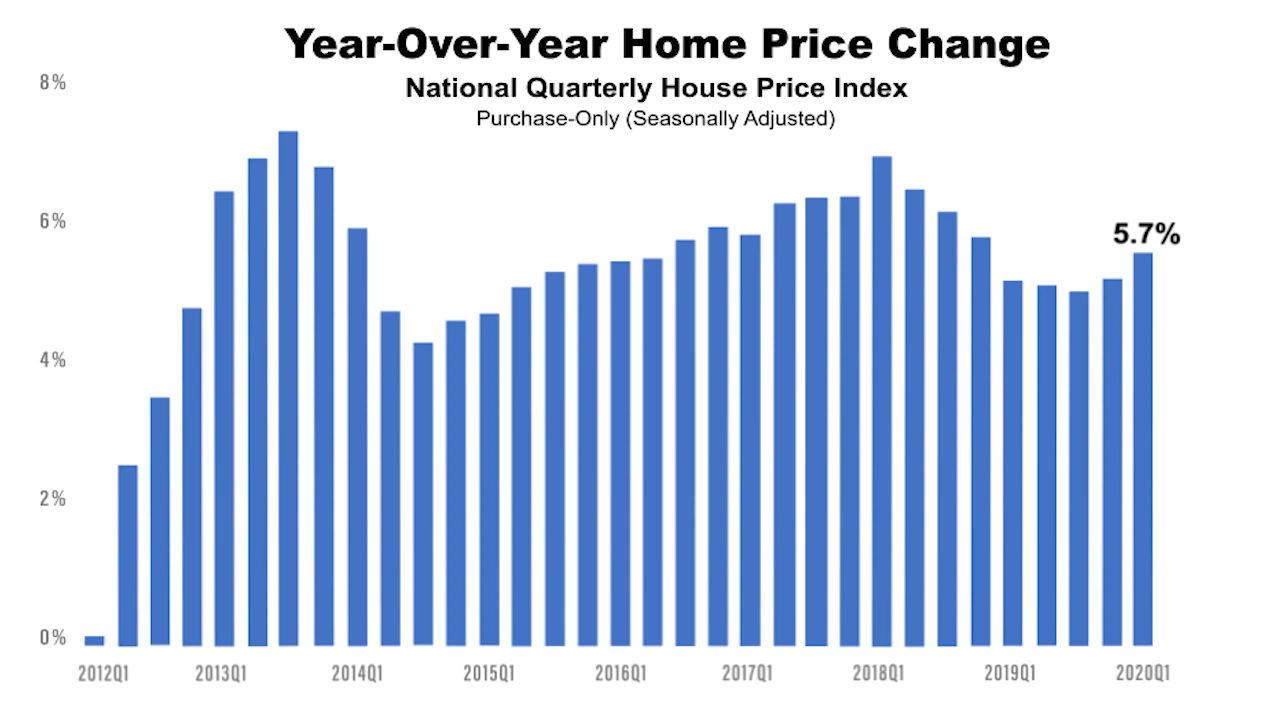 Year-Over-Year Home Price Change
National Quarterly House Price Index
Purchase-Only (Seasonally Adjusted)
8%
6%
5.7%
4%
2%
0%
2012Q1 2013Q1 2014Q1 2015Q1 2016Q1 2017Q1 2018Q1 2019Q1 2020Q1